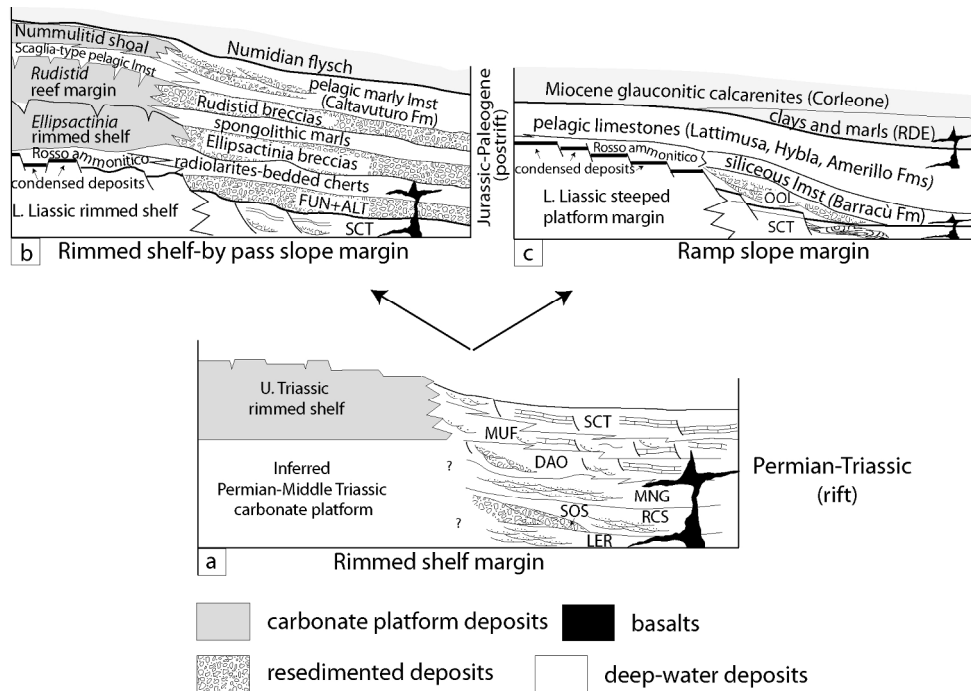 Nummulitid shoal
Scaglia-type pelagic lmst
Rudistid
reef margin
Ellipsactinia
rimmed shelf
Rosso ammonitico
condensed deposits
L. Liassic rimmed shelf
Numidian flysch
pelagic marly lmst
(Caltavuturo Fm)
Rudistid breccias
spongolithic marls
Ellipsactinia breccias
radiolarites-bedded cherts
FUN+ALT
SCT
b
Rimmed shelf-by pass slope margin
Jurassic-Paleogene
(postrift)
Miocene glauconitic calcarenites (Corleone)
clays and marls (RDE)
pelagic limestones (Lattimusa, Hybla, Amerillo Fms)
Rosso ammonitico
condensed deposits
siliceous lmst (Barracù Fm)
L. Liassic steeped
platform margin
OOL
SCT
c
Ramp slope margin
U. Triassic
rimmed shelf
SCT
MUF
Inferred
Permian-Middle Triassic
carbonate platform
?
DAO
MNG
SOS
RCS
?
LER
Permian-Triassic
(rift)
a
Rimmed shelf margin
carbonate platform deposits
basalts
resedimented deposits
deep-water deposits